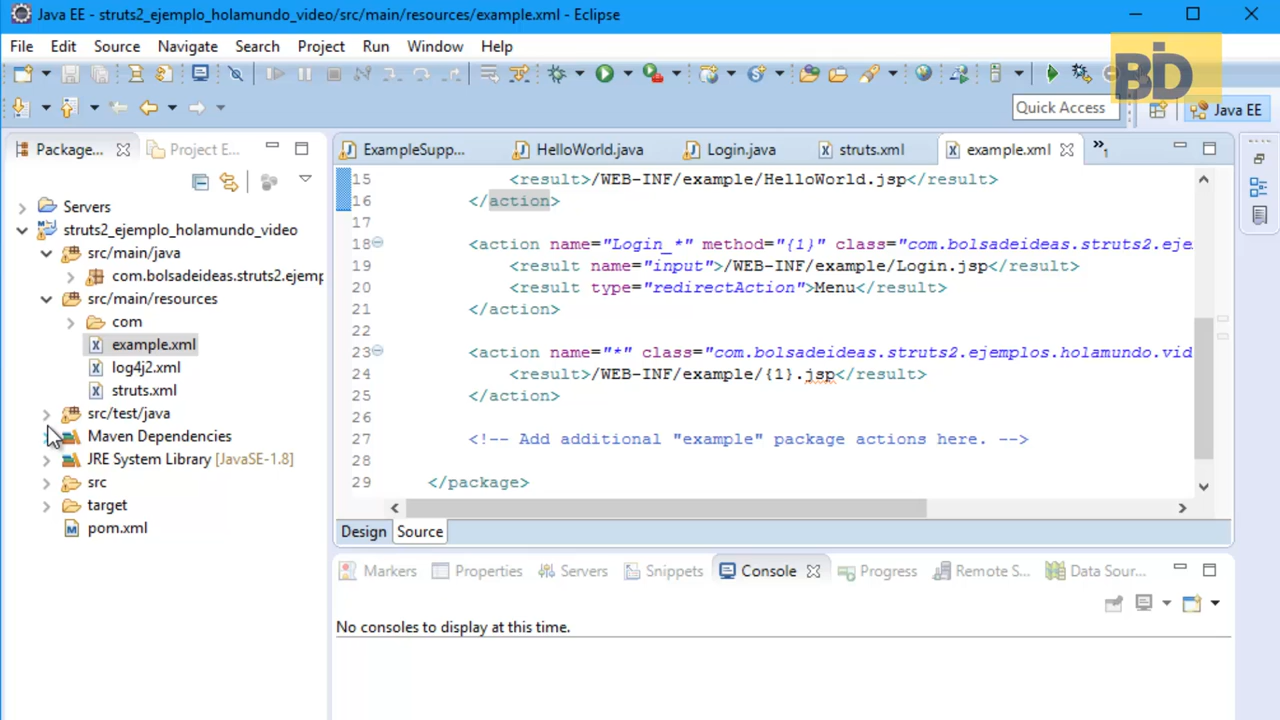 Java EE - struts2_ejemplo_holamundo_video/src/main/resources/example.xml - Eclipse
File Edit Source Navigate Search Project Run Window Help
BD
Quick Access
Java EE
Package...
Project E...
ExampleSupp...
HelloWorld.java
Login.java
struts.xml
example.xml
»1
Servers
struts2_ejemplo_holamundo_video
src/main/java
com.bolsadeideas.struts2.ejemp
src/main/resources
com
example.xml
log4j2.xml
struts.xml
src/test/java
Maven Dependencies
JRE System Library [JavaSE-1.8]
src
target
pom.xml
15 <result>/WEB-INF/example/HelloWorld.jsp</result>
16 </action>
17
18 <action name="Login_*" method="{1}" class="com.bolsadeideas.struts2.eje
19 <result name="input">/WEB-INF/example/Login.jsp</result>
20 <result type="redirectAction">Menu</result>
21 </action>
22
23 <action name="*" class="com.bolsadeideas.struts2.ejemplos.holamundo.vid
24 <result>/WEB-INF/example/{1}.jsp</result>
25 </action>
26
27 <!-- Add additional "example" package actions here. -->
28
29 </package>
Design Source
Markers Properties Servers Snippets Console Progress Remote S... Data Sour...
No consoles to display at this time.